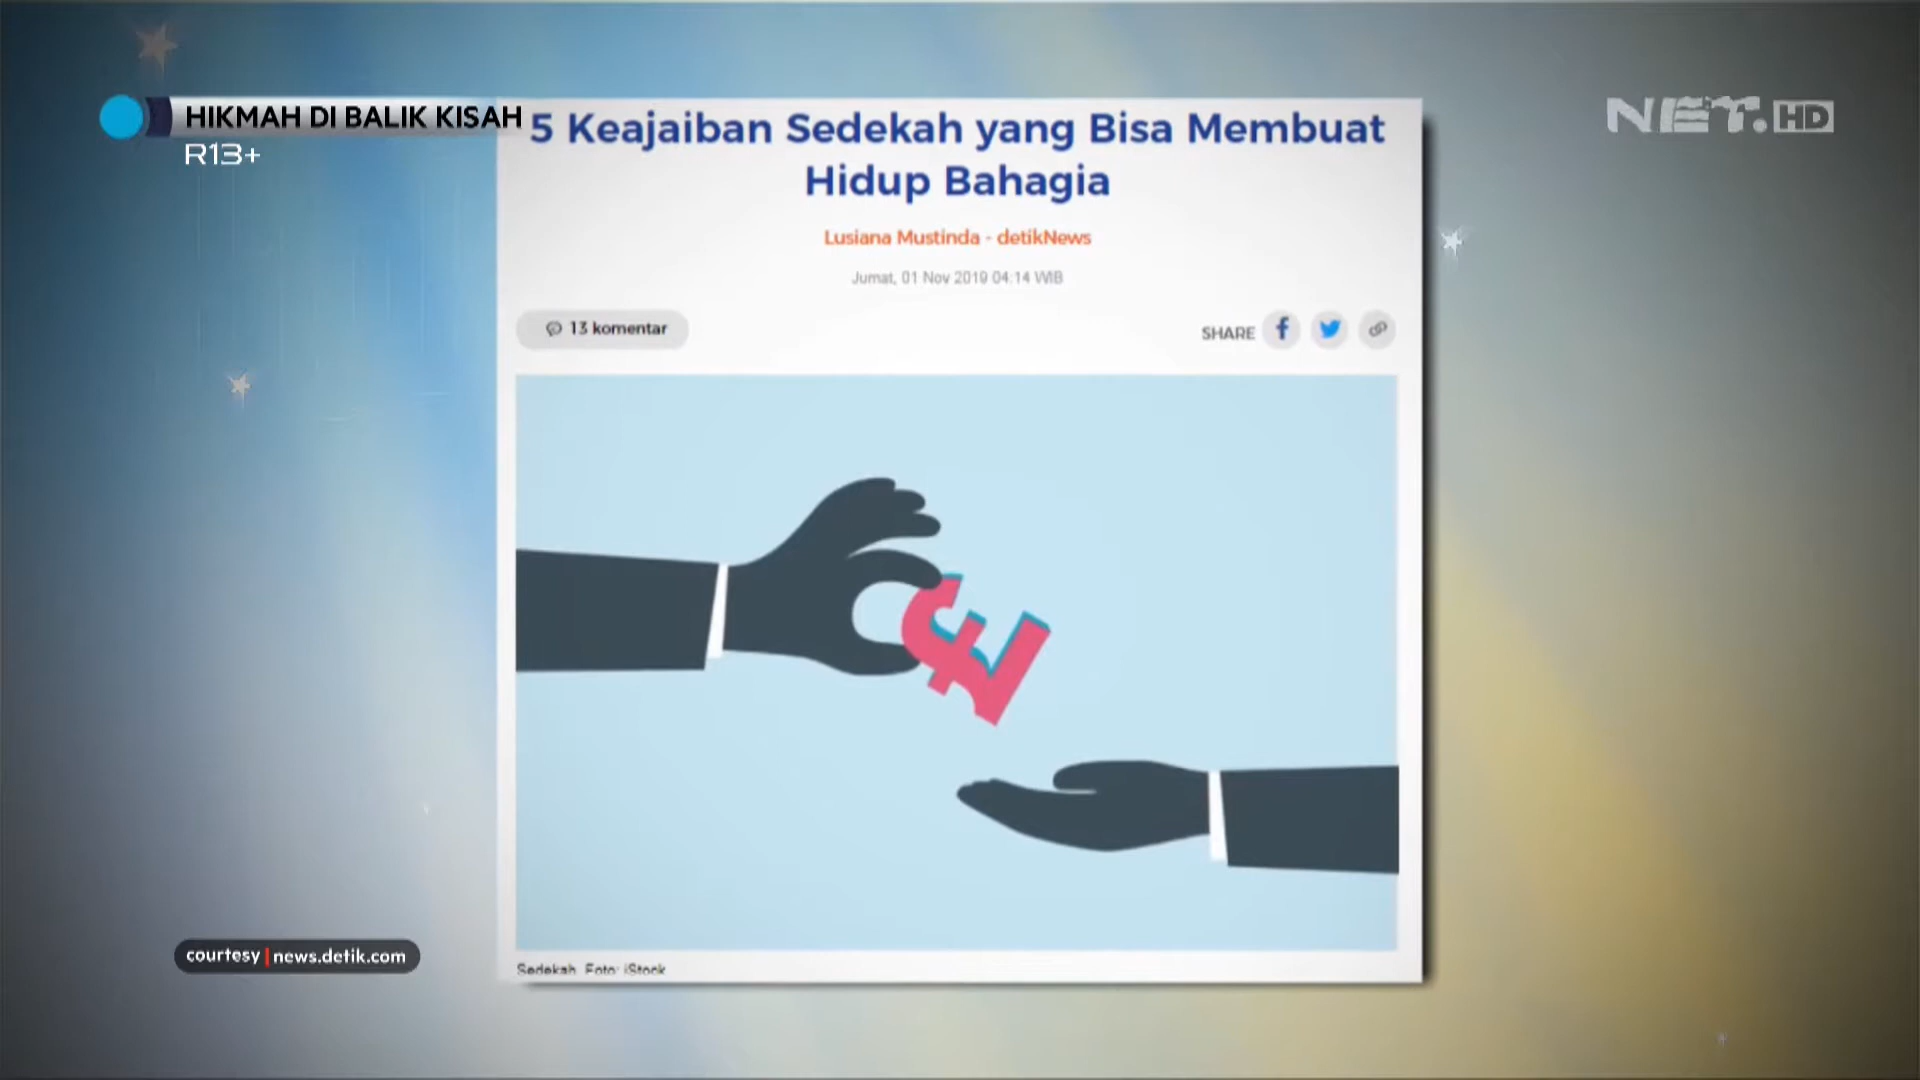 HIKMAH DI BALIK KISAH
R13+
NET. HD
5 Keajaiban Sedekah yang Bisa Membuat
Hidup Bahagia
Lusiana Mustinda - detikNews
Jumat, 01 Nov 2019 04:14 WIB
13 komentar
SHARE
£
courtesy | news.detik.com
Sedekah. Foto: iStock